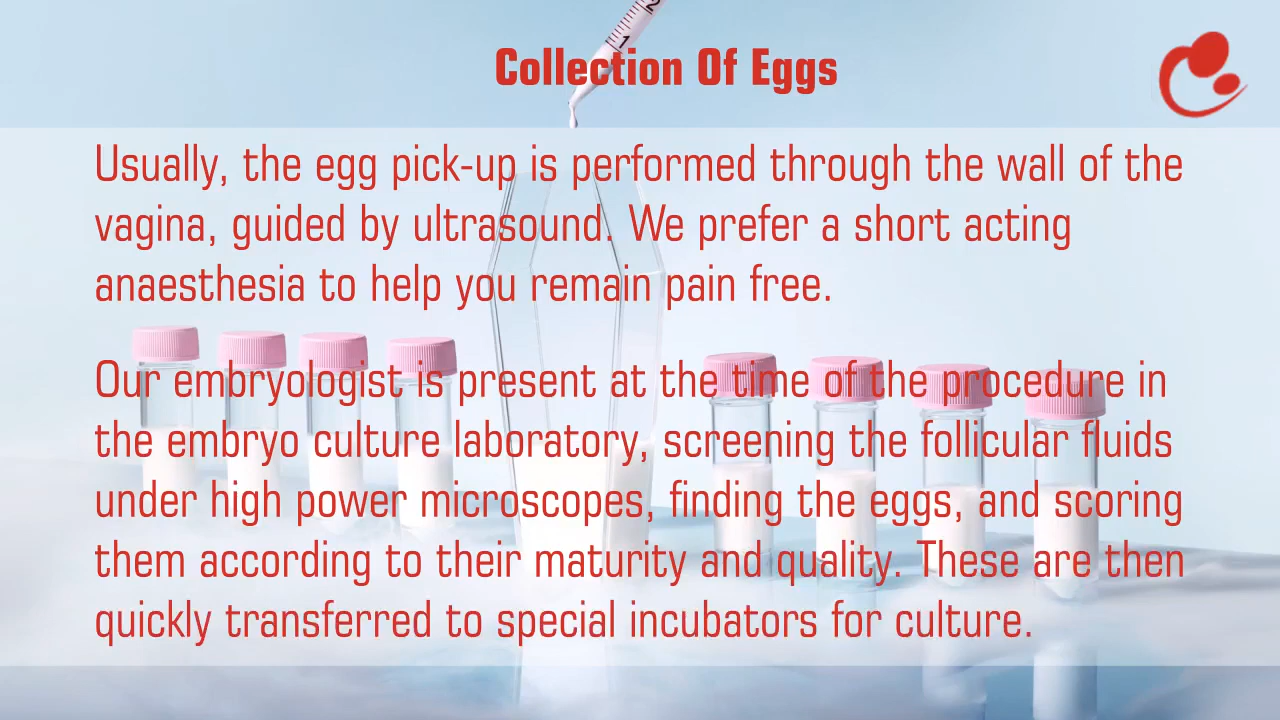 2
1
Collection Of Eggs
Usually, the egg pick-up is performed through the wall of the
vagina, guided by ultrasound. We prefer a short acting
anaesthesia to help you remain pain free.
Our embryologist is present at the time of the procedure in
the embryo culture laboratory, screening the follicular fluids
under high power microscopes, finding the eggs, and scoring
them according to their maturity and quality. These are then
quickly transferred to special incubators for culture.